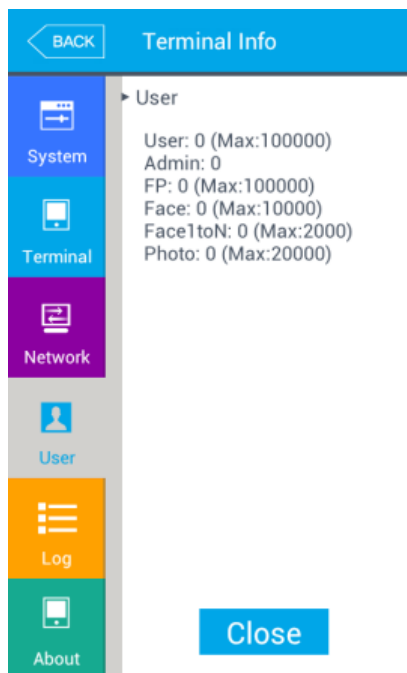 BACK
Terminal Info
System
Terminal
Network
User
Log
About
User
User: 0 (Max:100000)
Admin: 0
FP: 0 (Max:100000)
Face: 0 (Max:10000)
Face1toN: 0 (Max:2000)
Photo: 0 (Max:20000)
Close